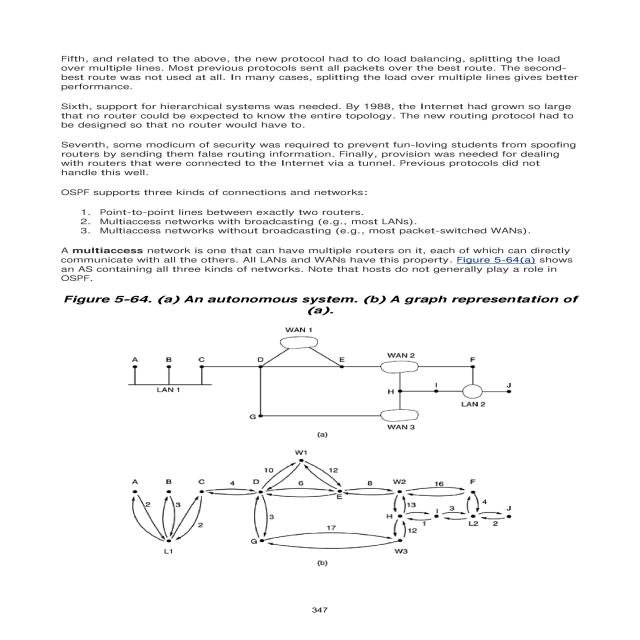 Fifth, and related to the above, the new protocol had to do load balancing, splitting the load
over multiple lines. Most previous protocols sent all packets over the best route. The second-
best route was not used at all. In many cases, splitting the load over multiple lines gives better
performance.
Sixth, support for hierarchical systems was needed. By 1988, the Internet had grown so large
that no router could be expected to know the entire topology. The new routing protocol had to
be designed so that no router would have to.
Seventh, some modicum of security was required to prevent fun-loving students from spoofing
routers by sending them false routing information. Finally, provision was needed for dealing
with routers that were connected to the Internet via a tunnel. Previous protocols did not
handle this well.
OSPF supports three kinds of connections and networks:
1. Point-to-point lines between exactly two routers.
2. Multiaccess networks with broadcasting (e.g., most LANs).
3. Multiaccess networks without broadcasting (e.g., most packet-switched WANs).
A multiaccess network is one that can have multiple routers on it, each of which can directly
communicate with all the others. All LANs and WANs have this property. Figure 5-64(a) shows
an AS containing all three kinds of networks. Note that hosts do not generally play a role in
OSPF.
Figure 5-64. (a) An autonomous system. (b) A graph representation of
(a).
WAN 1
A B C D E WAN 2 F
H I J
LAN 1
LAN 2
G
WAN 3
(a)
W1
10 12
A B C 4 D 6 E 8 W2 16 F
2 3 2 3 13 4
H 1 I 3 L2 2 J
17 12
L1 G W3
(b)
347